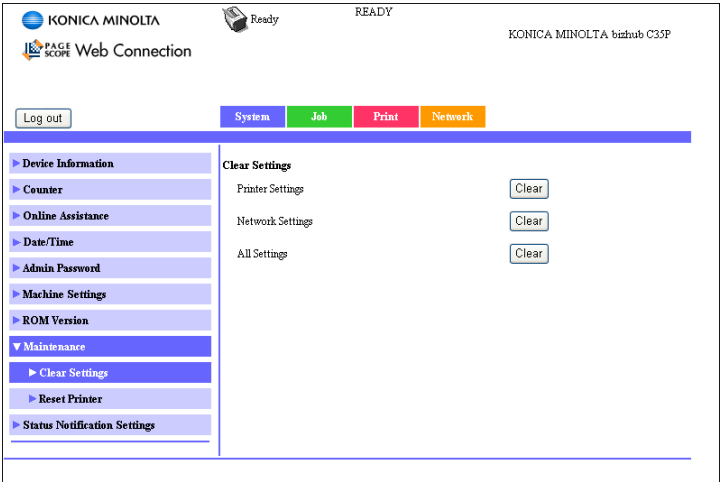 KONICA MINOLTA
Ready
READY
KONICA MINOLTA bizhub C35P
PAGE SCOPE Web Connection
Log out
System
Job
Print
Network
Device Information
Counter
Online Assistance
Date/Time
Admin Password
Machine Settings
ROM Version
Maintenance
Clear Settings
Reset Printer
Status Notification Settings
Clear Settings
Printer Settings
Clear
Network Settings
Clear
All Settings
Clear